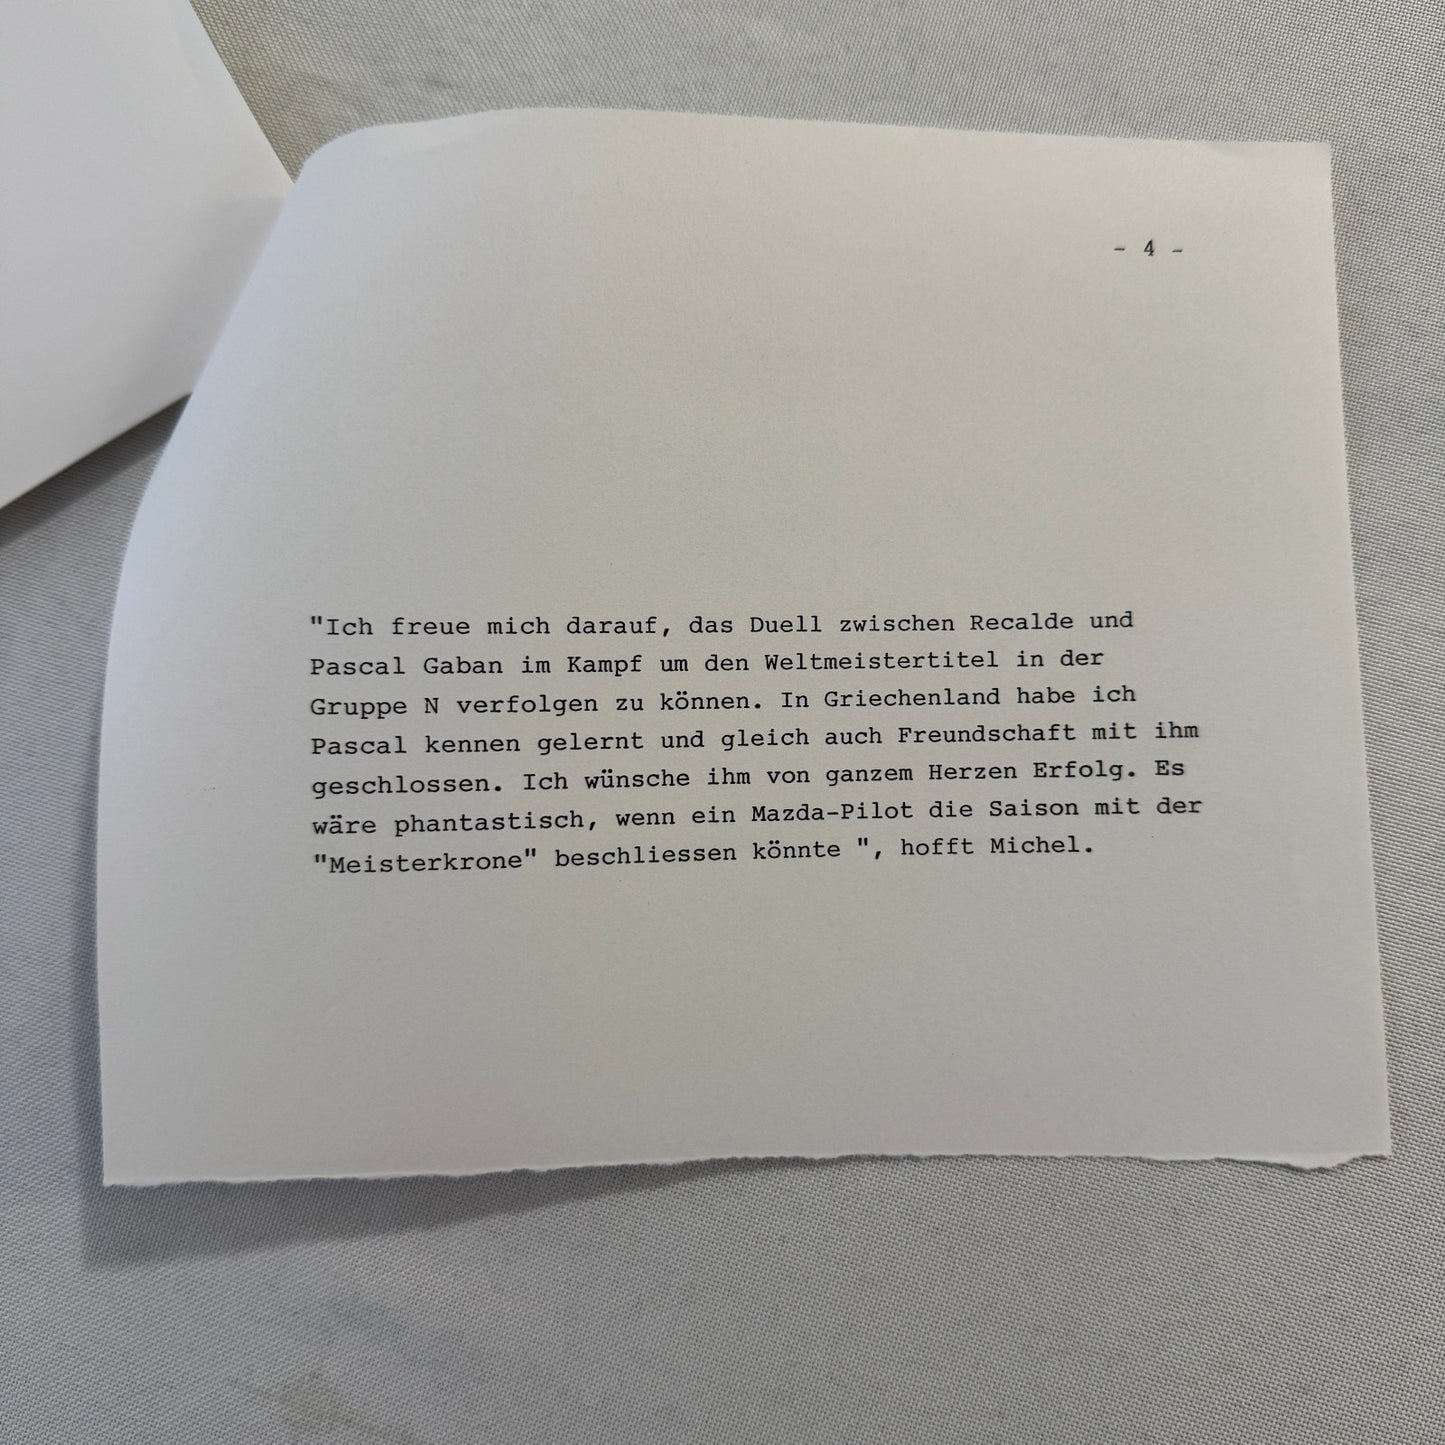 - 4 -
"Ich freue mich darauf, das Duell zwischen Recalde und
Pascal Gaban im Kampf um den Weltmeistertitel in der
Gruppe N verfolgen zu können. In Griechenland habe ich
Pascal kennen gelernt und gleich auch Freundschaft mit ihm
geschlossen. Ich wünsche ihm von ganzem Herzen Erfolg. Es
wäre phantastisch, wenn ein Mazda-Pilot die Saison mit der
"Meisterkrone" beschliessen könnte ", hofft Michel.